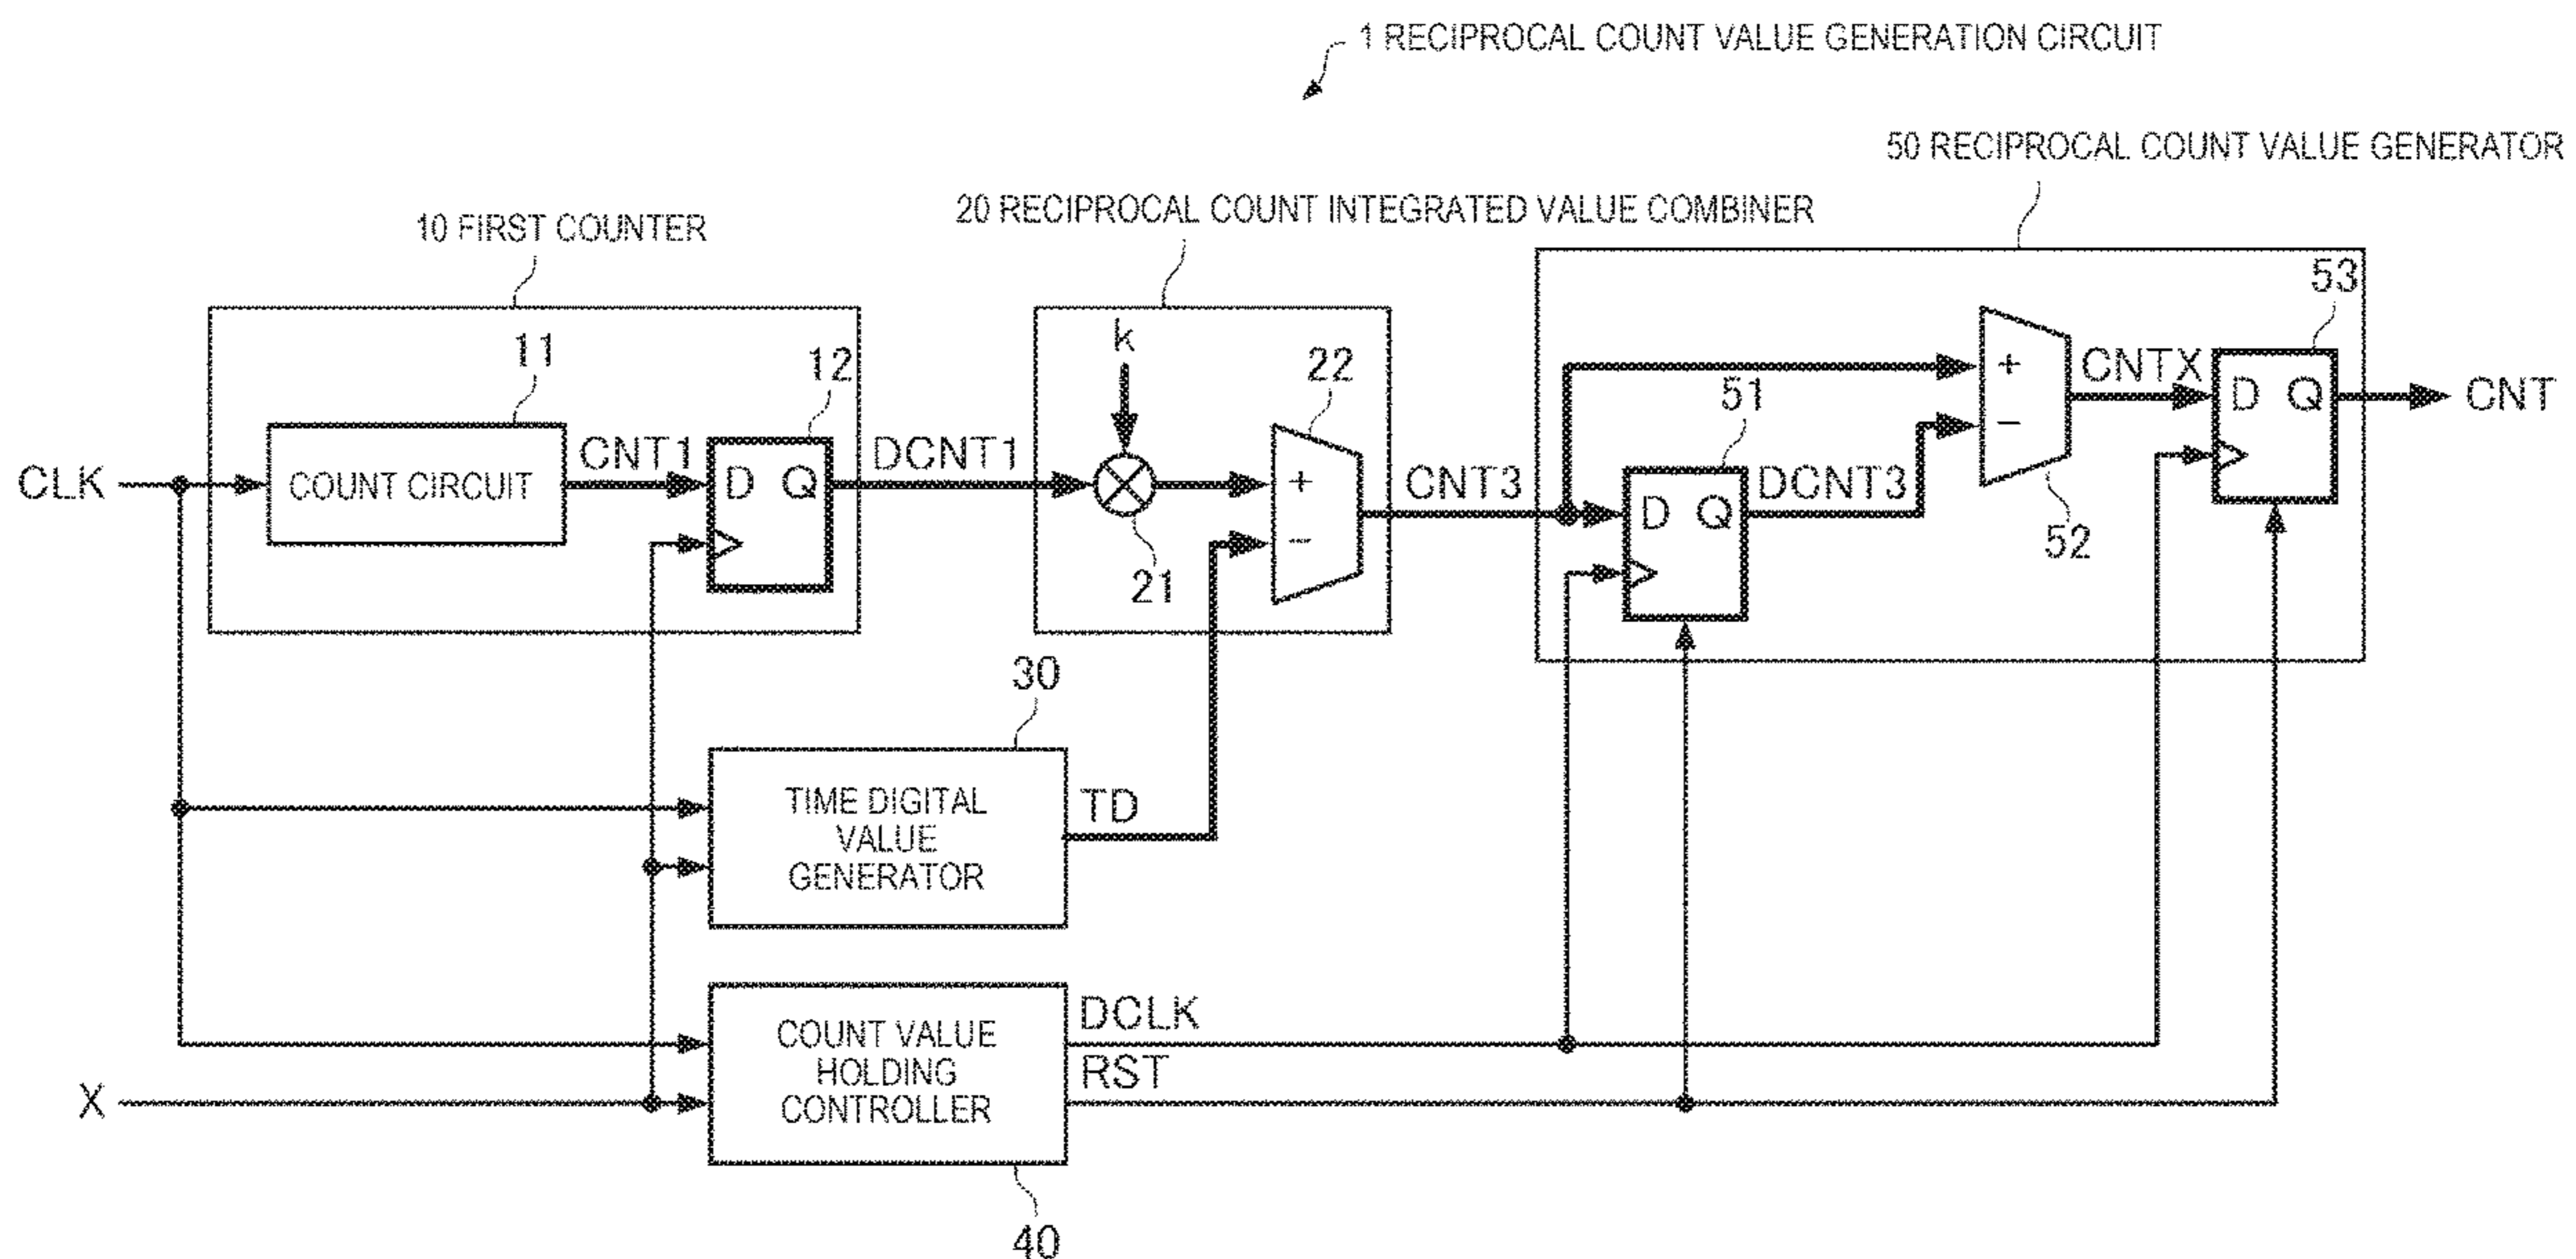 1 RECIPROCAL COUNT VALUE GENERATION CIRCUIT
50 RECIPROCAL COUNT VALUE GENERATOR
20 RECIPROCAL COUNT INTEGRATED VALUE COMBINER
10 FIRST COUNTER
11
12
k
22
51
53
CLK
COUNT CIRCUIT
CNT1
D Q
DCNT1
+
−
21
CNT3
D Q
DCNT3
+
−
52
CNTX
D Q
CNT
30
TIME DIGITAL
VALUE
GENERATOR
TD
X
COUNT VALUE
HOLDING
CONTROLLER
DCLK
RST
40